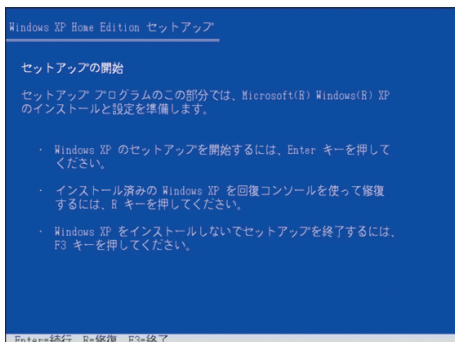 Windows XP Home Edition セットアップ
セットアップの開始
セットアップ プログラムのこの部分では、Microsoft(R) Windows(R) XP
のインストールと設定を準備します。
・ Windows XP のセットアップを開始するには、Enter キーを押して
ください。
・ インストール済みの Windows XP を回復コンソールを使って修復
するには、R キーを押してください。
・ Windows XP をインストールしないでセットアップを終了するには、
F3 キーを押してください。
Enter=続行 R=修復 F3=終了